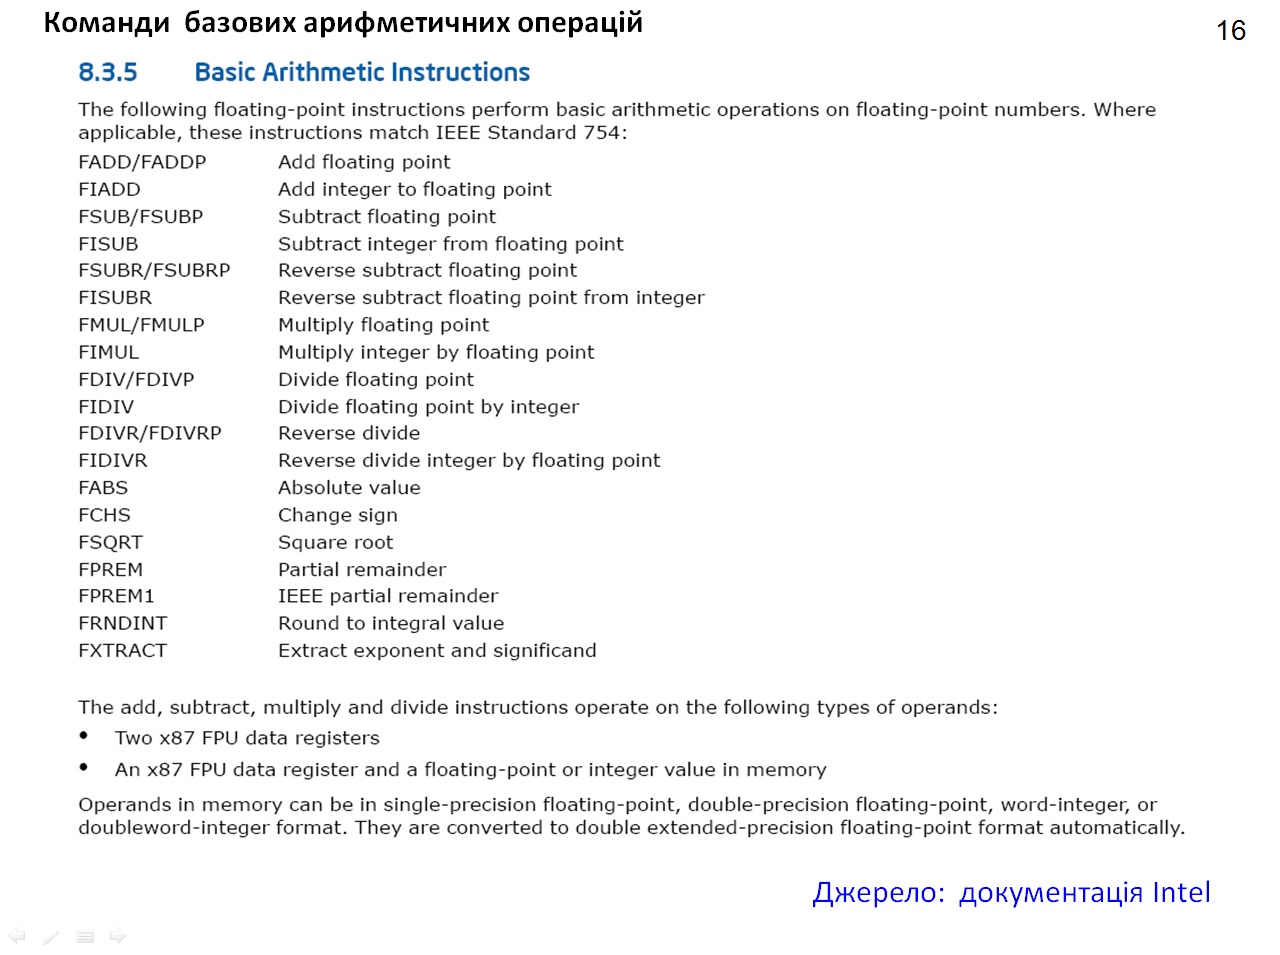 Команди базових арифметичних операцій
16
8.3.5 Basic Arithmetic Instructions
The following floating-point instructions perform basic arithmetic operations on floating-point numbers. Where
applicable, these instructions match IEEE Standard 754:
FADD/FADDP Add floating point
FIADD Add integer to floating point
FSUB/FSUBP Subtract floating point
FISUB Subtract integer from floating point
FSUBR/FSUBRP Reverse subtract floating point
FISUBR Reverse subtract floating point from integer
FMUL/FMULP Multiply floating point
FIMUL Multiply integer by floating point
FDIV/FDIVP Divide floating point
FIDIV Divide floating point by integer
FDIVR/FDIVRP Reverse divide
FIDIVR Reverse divide integer by floating point
FABS Absolute value
FCHS Change sign
FSQRT Square root
FPREM Partial remainder
FPREM1 IEEE partial remainder
FRNDINT Round to integral value
FXTRACT Extract exponent and significand
The add, subtract, multiply and divide instructions operate on the following types of operands:
• Two x87 FPU data registers
• An x87 FPU data register and a floating-point or integer value in memory
Operands in memory can be in single-precision floating-point, double-precision floating-point, word-integer, or
doubleword-integer format. They are converted to double extended-precision floating-point format automatically.
Джерело: документація Intel